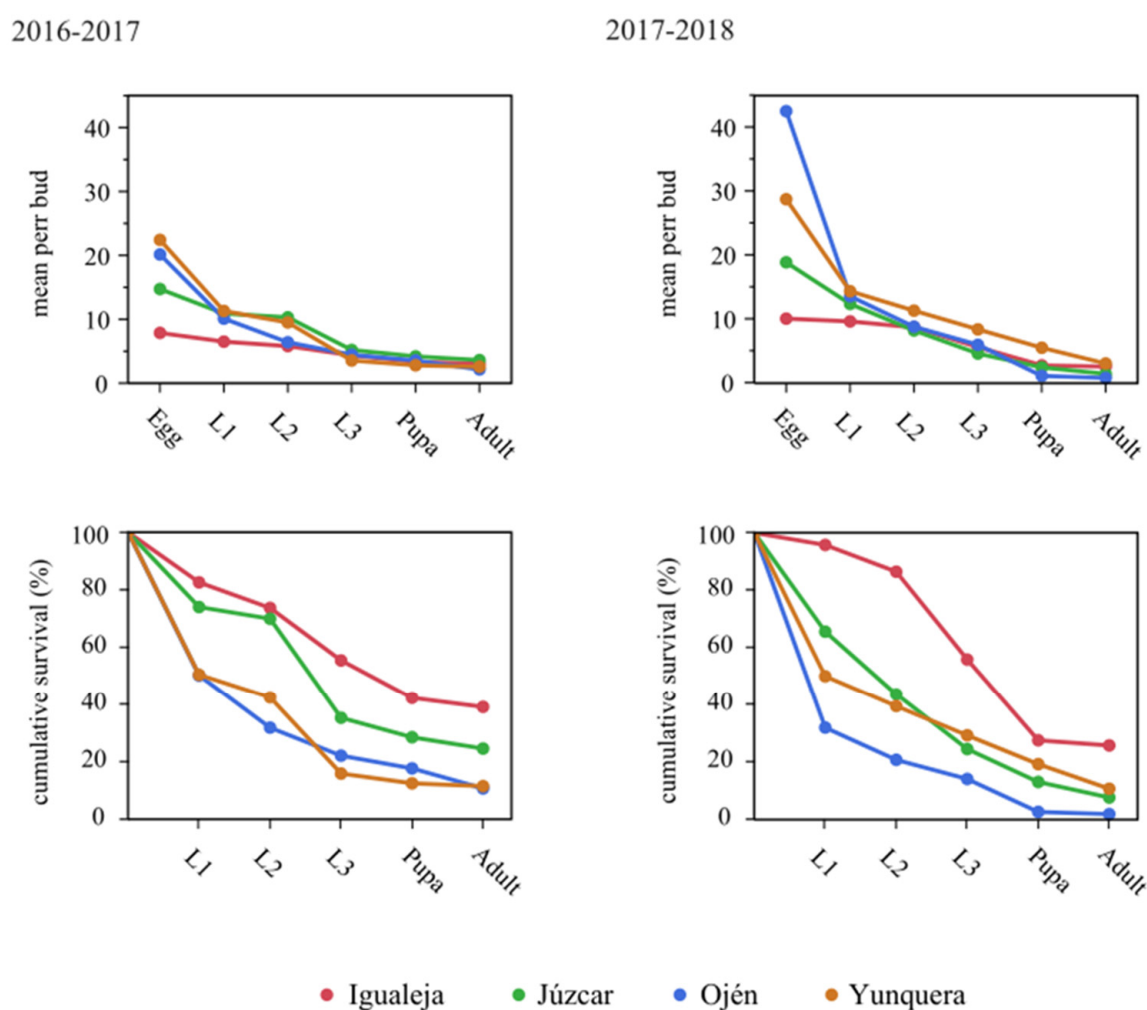 2016-2017
2017-2018
mean perr bud
40
30
20
10
0
Egg
L1
L2
L3
Pupa
Adult
mean perr bud
40
30
20
10
0
Egg
L1
L2
L3
Pupa
Adult
cumulative survival (%)
100
80
60
40
20
0
L1
L2
L3
Pupa
Adult
cumulative survival (%)
100
80
60
40
20
0
L1
L2
L3
Pupa
Adult
Igualeja Júzcar Ojén Yunquera